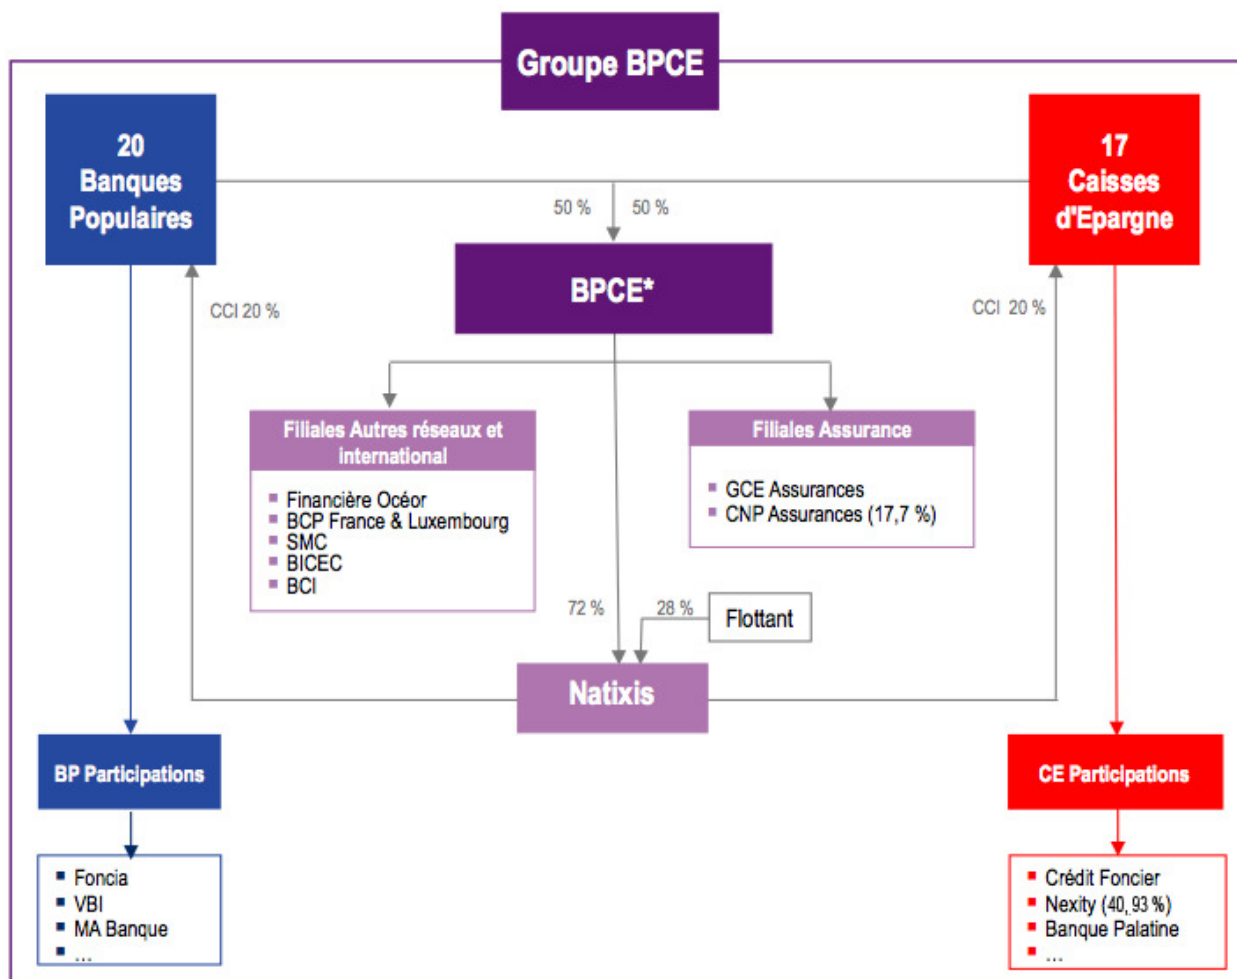 Groupe BPCE
20
Banques
Populaires
17
Caisses
d'Epargne
50 %
50 %
BPCE*
CCI 20 %
CCI 20 %
Filiales Autres réseaux et
international
Financière Océor
BCP France & Luxembourg
SMC
BICEC
BCI
Filiales Assurance
GCE Assurances
CNP Assurances (17,7 %)
72 %
28 %
Flottant
Natixis
BP Participations
CE Participations
Foncia
VBI
MA Banque
...
Crédit Foncier
Nexity (40,93 %)
Banque Palatine
...